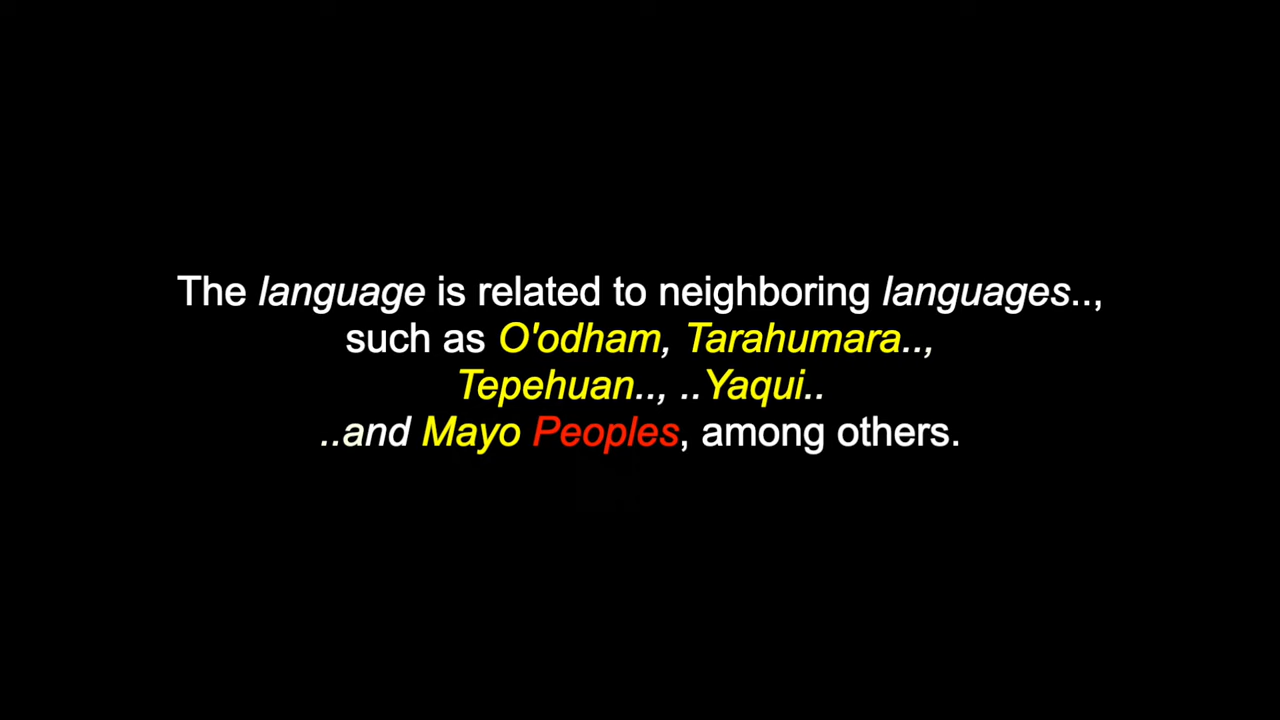 The language is related to neighboring languages..,
such as O'odham, Tarahumara..,
Tepehuan.., ..Yaqui..
..and Mayo Peoples, among others.